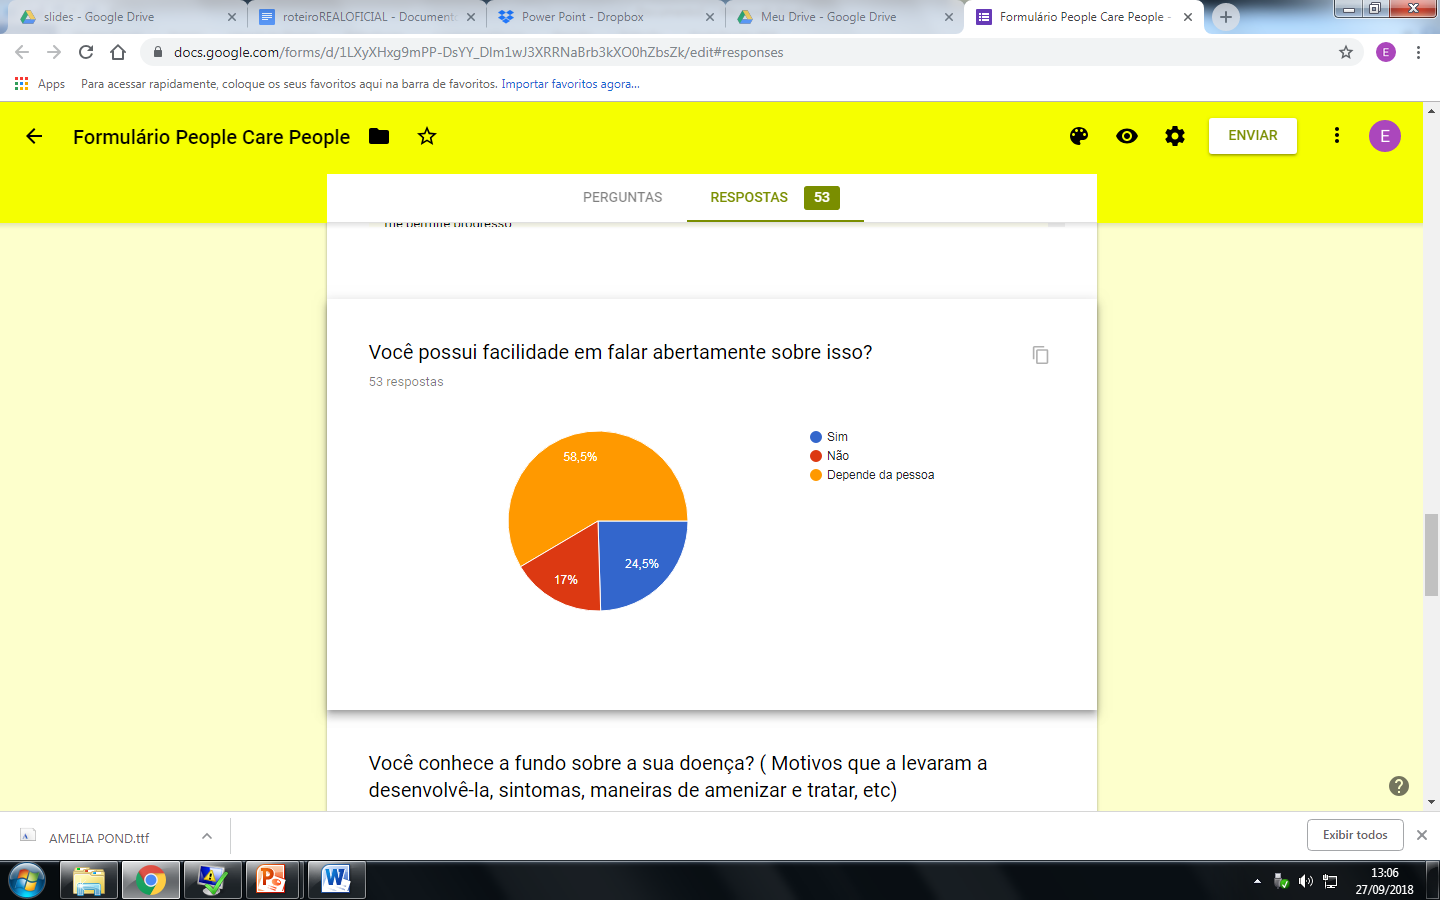 slides - Google Drive
roteiroREALOFICIAL - Document
Power Point - Dropbox
Meu Drive - Google Drive
Formulário People Care People -
docs.google.com/forms/d/1LXyXHxg9mPP-DsYY_Dlm1wJ3XRRNaBrb3kXO0hZbsZk/edit#responses
E
Apps
Para acessar rapidamente, coloque os seus favoritos aqui na barra de favoritos. Importar favoritos agora...
Formulário People Care People
ENVIAR
E
PERGUNTAS
RESPOSTAS 53
me permite progresso
Você possui facilidade em falar abertamente sobre isso?
53 respostas
58,5%
17%
24,5%
Sim
Não
Depende da pessoa
Você conhece a fundo sobre a sua doença? ( Motivos que a levaram a
desenvolvê-la, sintomas, maneiras de amenizar e tratar, etc)
AMELIA POND.ttf
Exibir todos
13:06
27/09/2018